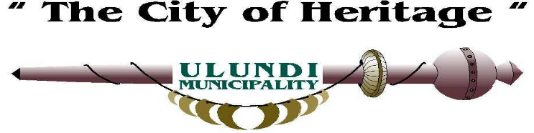 “ The City of Heritage “
ULUNDI
MUNICIPALITY